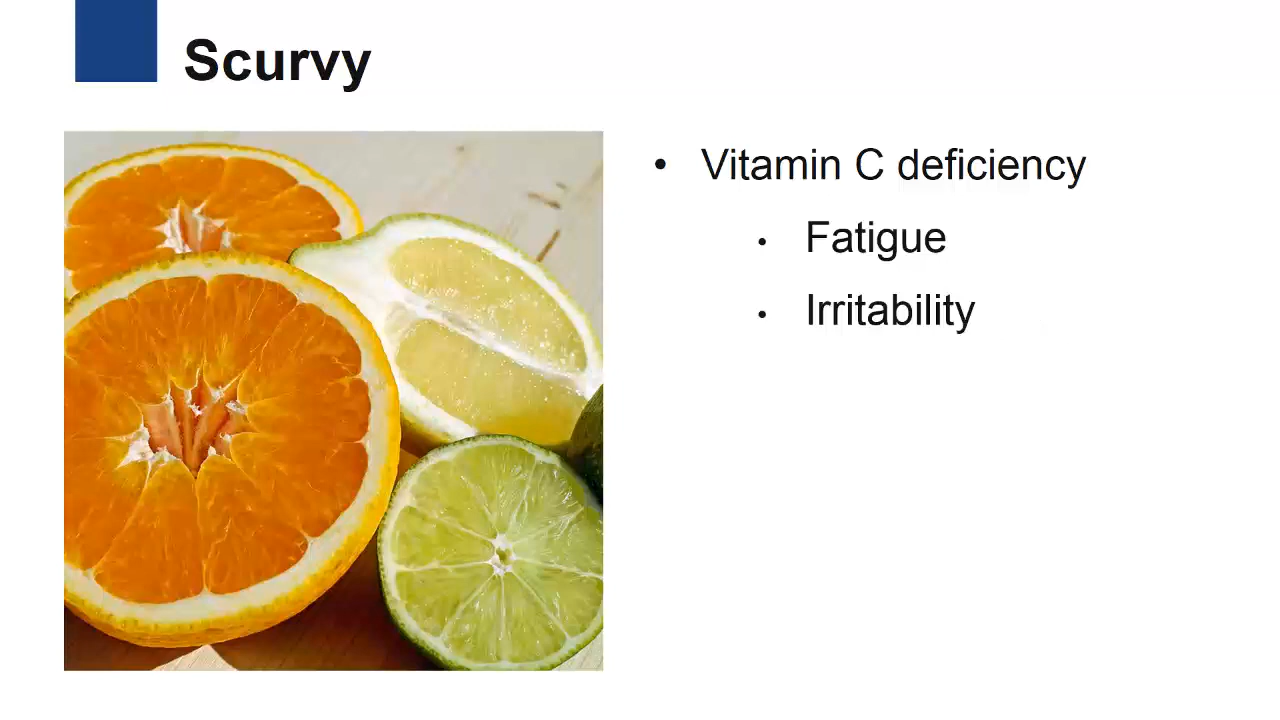 Scurvy
• Vitamin C deficiency
• Fatigue
• Irritability